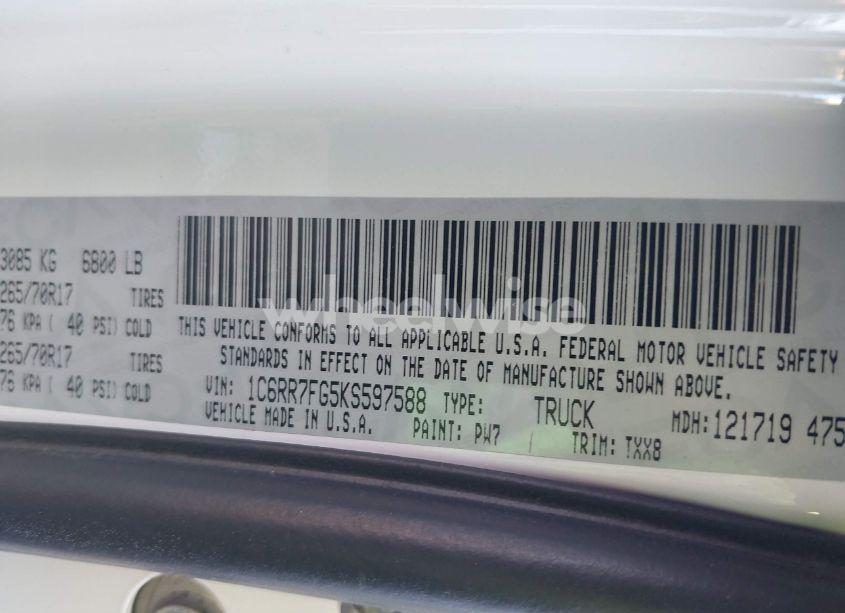 3085 KG 6800 LB
265/70R17 TIRES
76 KPA ( 40 PSI) COLD
265/70R17 TIRES
76 KPA ( 40 PSI) COLD
THIS VEHICLE CONFORMS TO ALL APPLICABLE U.S.A. FEDERAL MOTOR VEHICLE SAFETY
STANDARDS IN EFFECT ON THE DATE OF MANUFACTURE SHOWN ABOVE.
VIN: 1C6RR7FG5KS597588 TYPE: TRUCK MDH: 121719 475
VEHICLE MADE IN U.S.A. PAINT: PW7 TRIM: TXX8
wheelwise